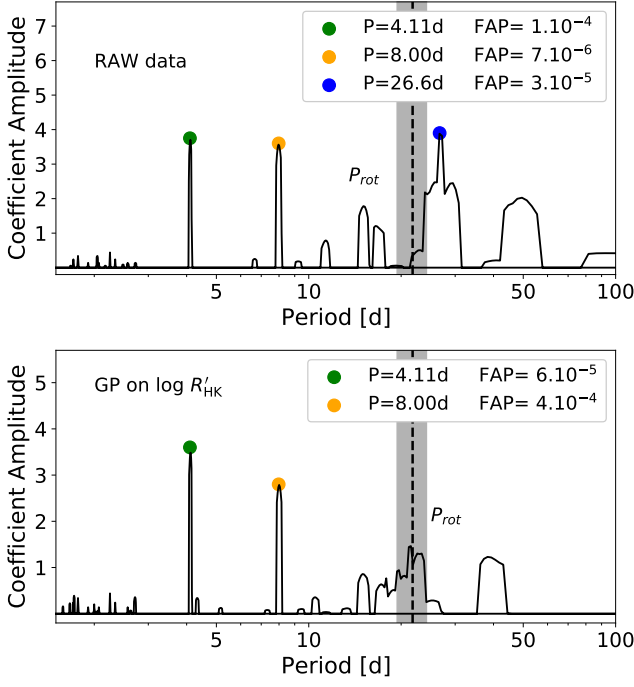 7
6
5
4
3
2
1
Coefficient Amplitude
RAW data
P=4.11d FAP= 1.10⁻⁴
P=8.00d FAP= 7.10⁻⁶
P=26.6d FAP= 3.10⁻⁵
P_rot
5 10 50 100
Period [d]
5
4
3
2
1
Coefficient Amplitude
GP on log R′_HK
P=4.11d FAP= 6.10⁻⁵
P=8.00d FAP= 4.10⁻⁴
P_rot
5 10 50 100
Period [d]